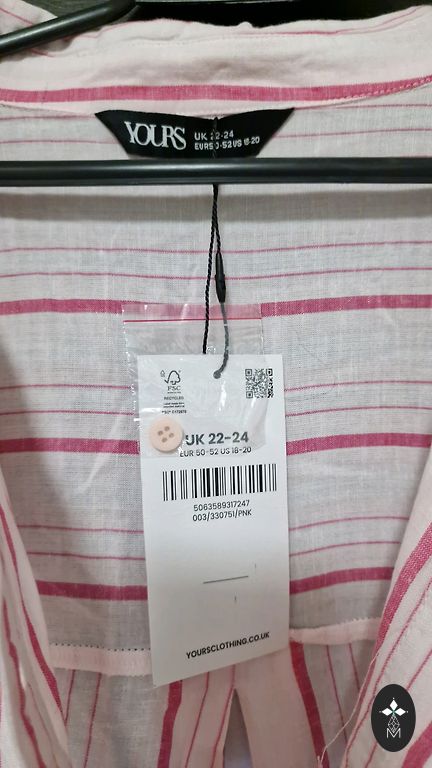 YOURS
UK 22-24
EUR 50-52 US 18-20
FSC
RECYCLED
UK 22-24
EUR 50-52 US 18-20
5063589317247
003/330751/PNK
YOURSCLOTHING.CO.UK
M